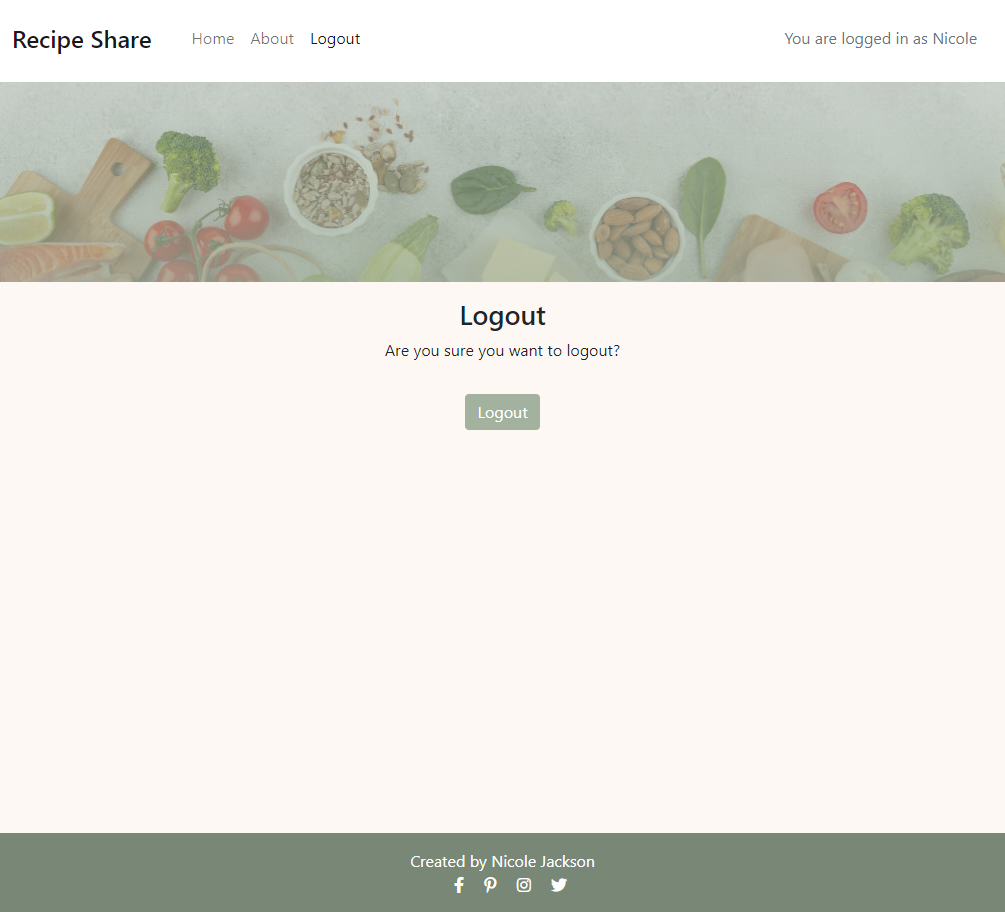 Recipe Share
Home
About
Logout
You are logged in as Nicole
Logout
Are you sure you want to logout?
Logout
Created by Nicole Jackson